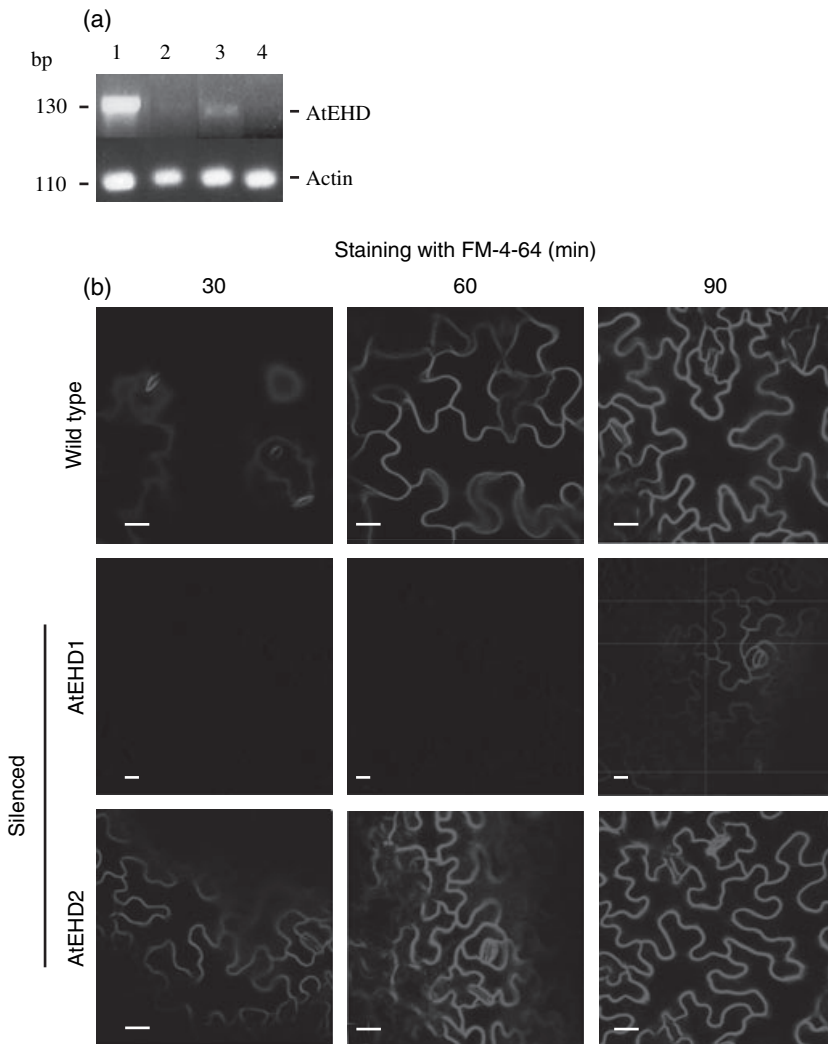 (a)
1 2 3 4
bp
130 – – AtEHD
110 – – Actin
Staining with FM-4-64 (min)
(b) 30 60 90
Wild type
Silenced
AtEHD1
AtEHD2